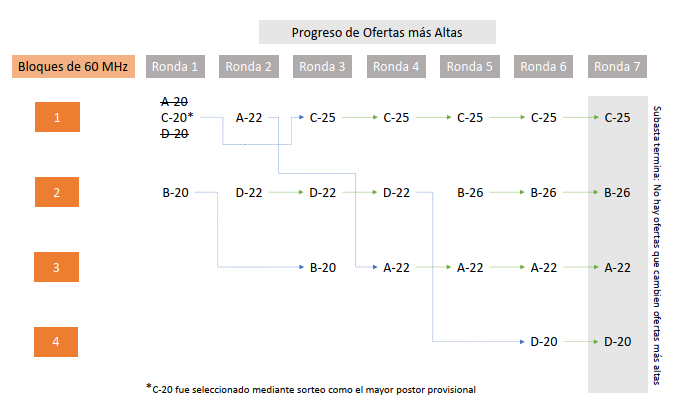 Progreso de Ofertas más Altas
Bloques de 60 MHz Ronda 1 Ronda 2 Ronda 3 Ronda 4 Ronda 5 Ronda 6 Ronda 7
A-20
1 C-20* A-22 C-25 C-25 C-25 C-25 C-25
D-20
2 B-20 D-22 D-22 D-22 B-26 B-26 B-26
3 B-20 A-22 A-22 A-22 A-22
4 D-20 D-20
Subasta termina: No hay ofertas que cambien ofertas más altas
*C-20 fue seleccionado mediante sorteo como el mayor postor provisional